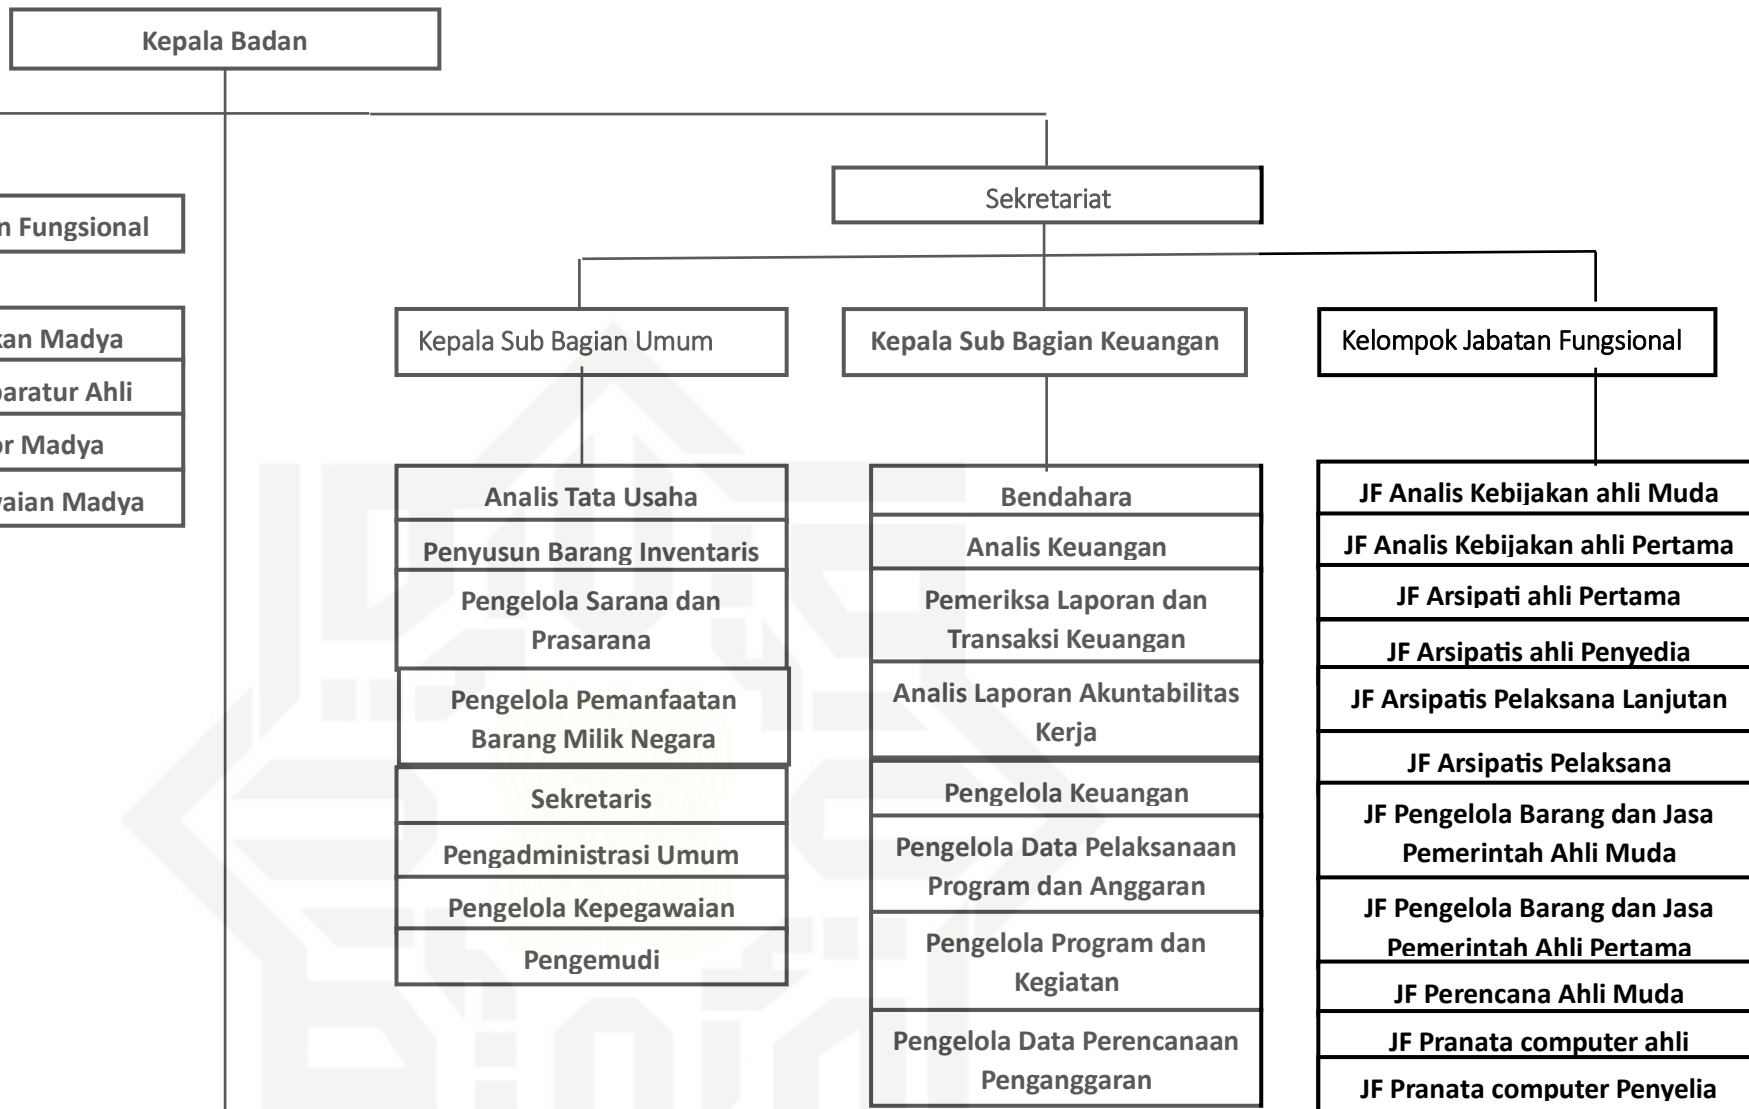 Kepala Badan
Sekretariat
Fungsional
Madya
Ahli
Madya
Madya
Kepala Sub Bagian Umum
Analis Tata Usaha
Penyusun Barang Inventaris
Pengelola Sarana dan
Prasarana
Pengelola Pemanfaatan
Barang Milik Negara
Sekretaris
Pengadministrasi Umum
Pengelola Kepegawaian
Pengemudi
Kepala Sub Bagian Keuangan
Bendahara
Analis Keuangan
Pemeriksa Laporan dan
Transaksi Keuangan
Analis Laporan Akuntabilitas
Kerja
Pengelola Keuangan
Pengelola Data Pelaksanaan
Program dan Anggaran
Pengelola Program dan
Kegiatan
Pengelola Data Perencanaan
Penganggaran
Kelompok Jabatan Fungsional
JF Analis Kebijakan ahli Muda
JF Analis Kebijakan ahli Pertama
JF Arsipati ahli Pertama
JF Arsipatis ahli Penyedia
JF Arsipatis Pelaksana Lanjutan
JF Arsipatis Pelaksana
JF Pengelola Barang dan Jasa
Pemerintah Ahli Muda
JF Pengelola Barang dan Jasa
Pemerintah Ahli Pertama
JF Perencana Ahli Muda
JF Pranata computer ahli
JF Pranata computer Penyelia